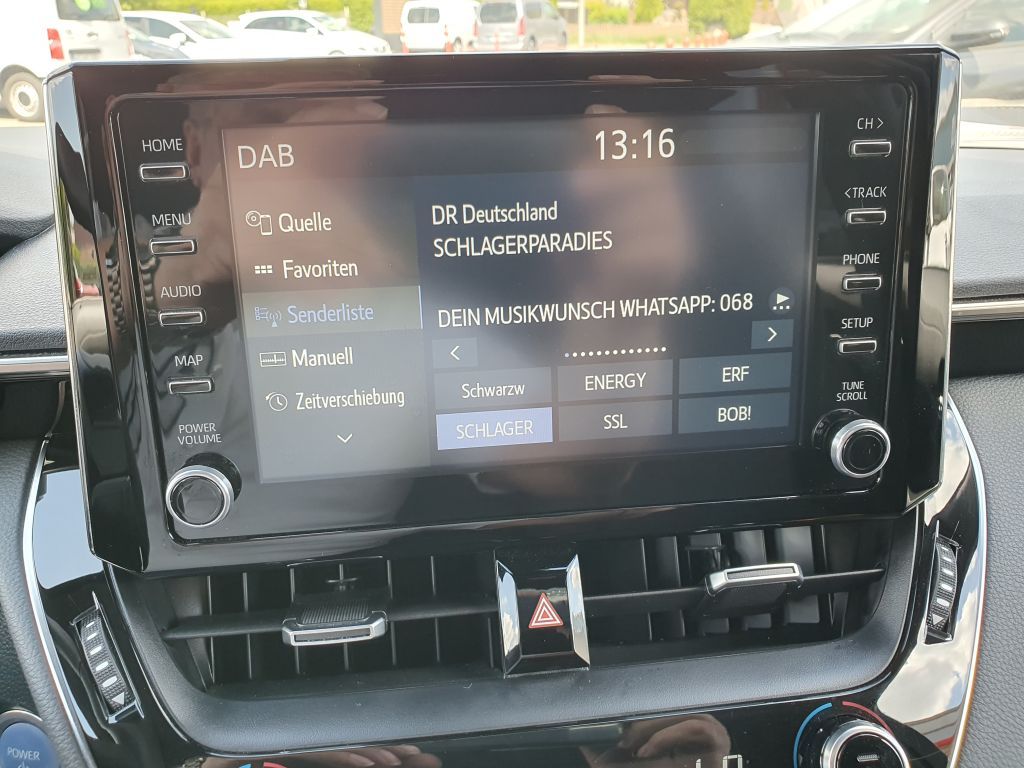 HOME
MENU
AUDIO
MAP
POWER
VOLUME
DAB
13:16
Quelle
Favoriten
Senderliste
Manuell
Zeitverschiebung
DR Deutschland
SCHLAGERPARADIES
DEIN MUSIKWUNSCH WHATSAPP: 068
Schwarzw
ENERGY
ERF
SCHLAGER
SSL
BOB!
CH >
< TRACK
PHONE
SETUP
TUNE
SCROLL
POWER